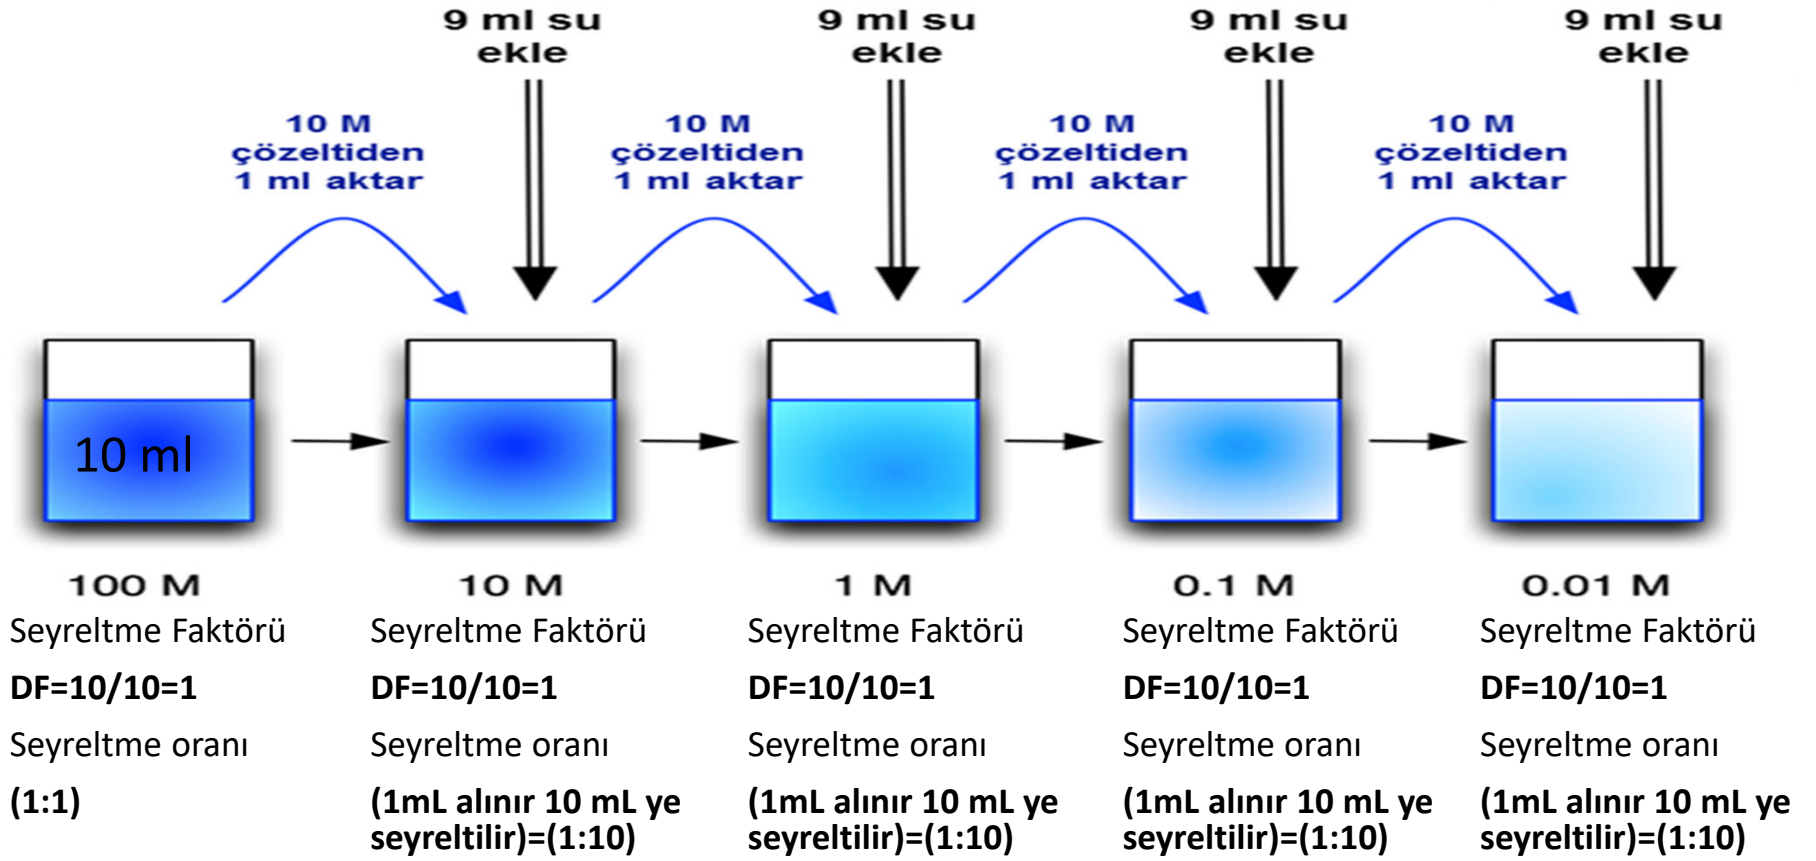 9 ml su
ekle
9 ml su
ekle
9 ml su
ekle
9 ml su
ekle
10 M
çözeltiden
1 ml aktar
10 M
çözeltiden
1 ml aktar
10 M
çözeltiden
1 ml aktar
10 M
çözeltiden
1 ml aktar
10 ml
100 M
10 M
1 M
0.1 M
0.01 M
Seyreltme Faktörü
DF=10/10=1
Seyreltme oranı
(1:1)
Seyreltme Faktörü
DF=10/10=1
Seyreltme oranı
(1mL alınır 10 mL ye
seyreltilir)=(1:10)
Seyreltme Faktörü
DF=10/10=1
Seyreltme oranı
(1mL alınır 10 mL ye
seyreltilir)=(1:10)
Seyreltme Faktörü
DF=10/10=1
Seyreltme oranı
(1mL alınır 10 mL ye
seyreltilir)=(1:10)
Seyreltme Faktörü
DF=10/10=1
Seyreltme oranı
(1mL alınır 10 mL ye
seyreltilir)=(1:10)